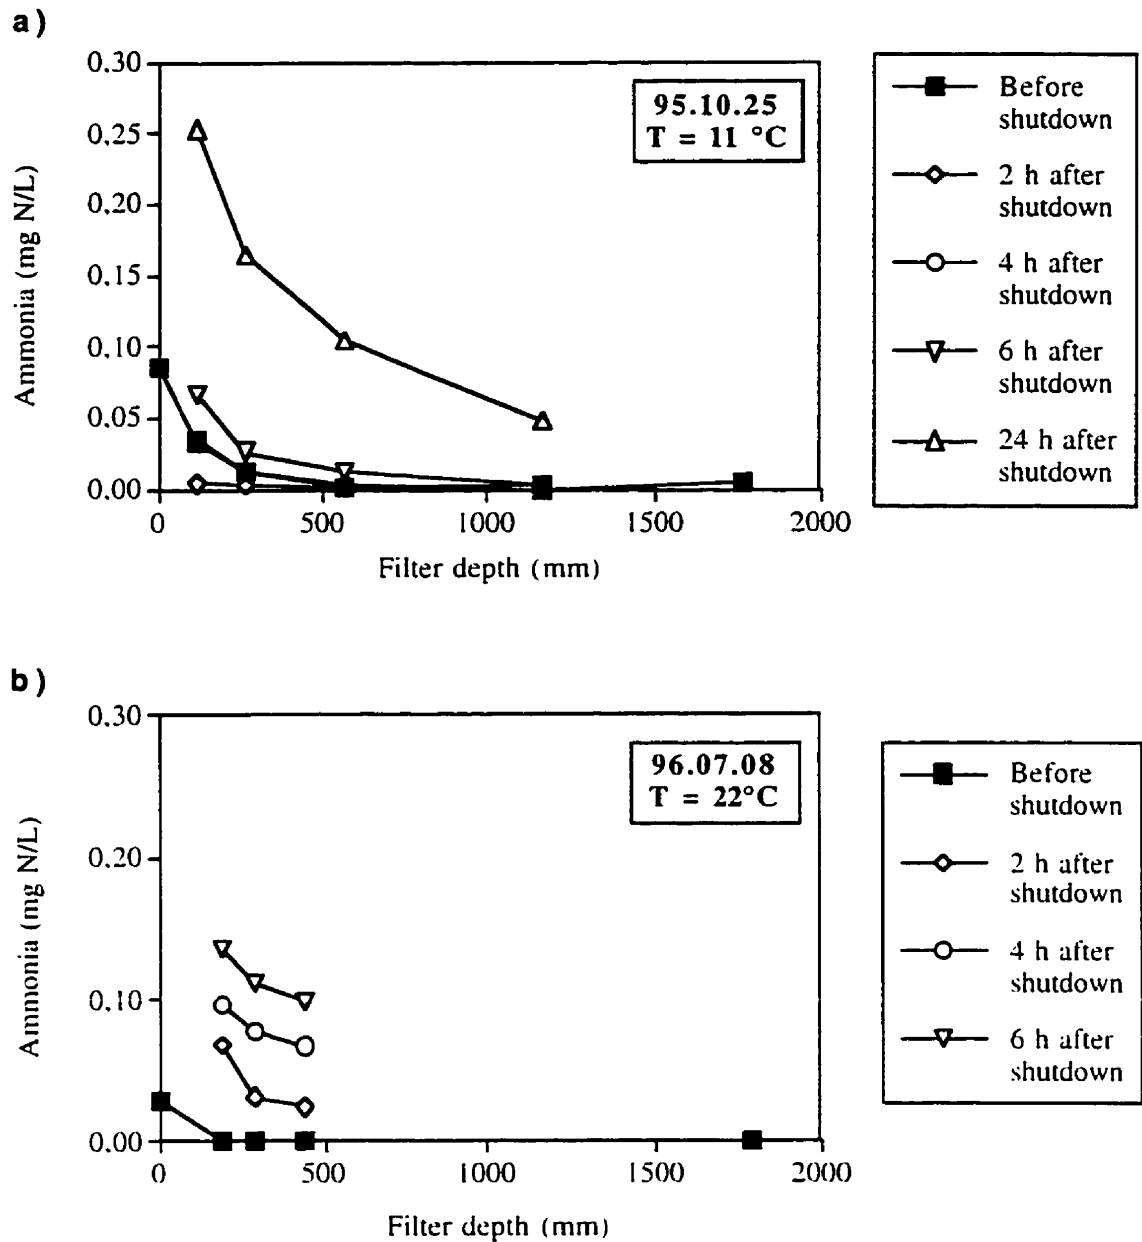 a)
0.30
0.25
0.20
0.15
0.10
0.05
0.00
Ammonia (mg N/L)
95.10.25
T = 11 °C
0 500 1000 1500 2000
Filter depth (mm)
Before
shutdown
2 h after
shutdown
4 h after
shutdown
6 h after
shutdown
24 h after
shutdown
b)
0.30
0.20
0.10
0.00
Ammonia (mg N/L)
96.07.08
T = 22°C
0 500 1000 1500 2000
Filter depth (mm)
Before
shutdown
2 h after
shutdown
4 h after
shutdown
6 h after
shutdown